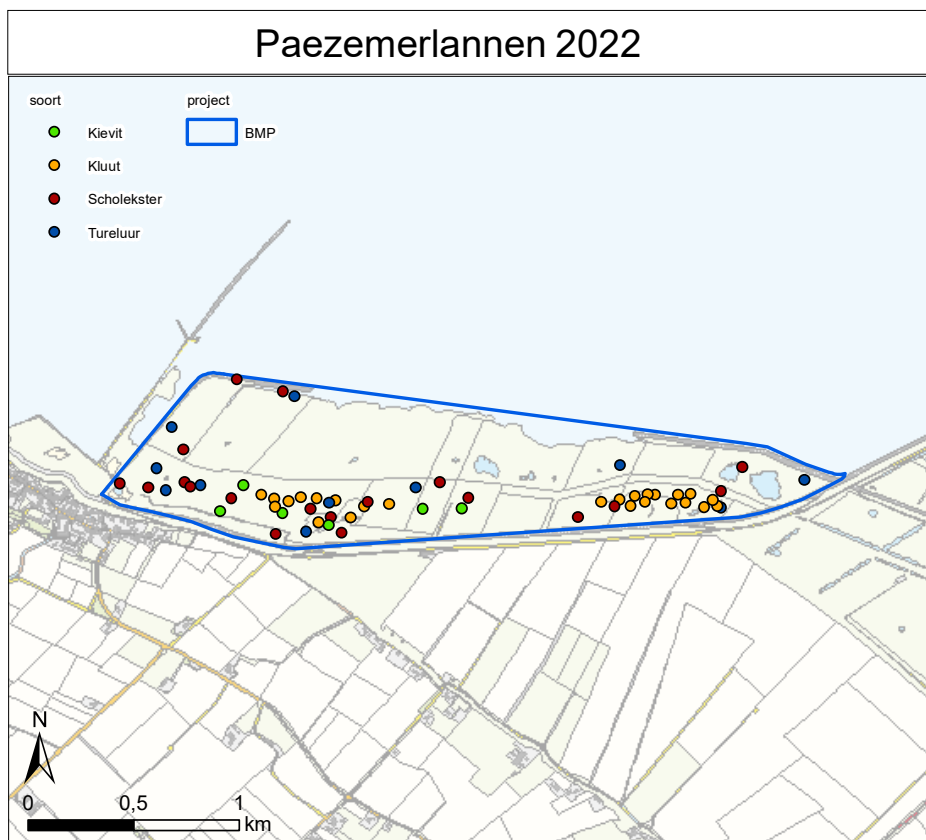 Paezemerlannen 2022
soort
project
Kievit
BMP
Kluut
Scholekster
Tureluur
N
0
0,5
1
km